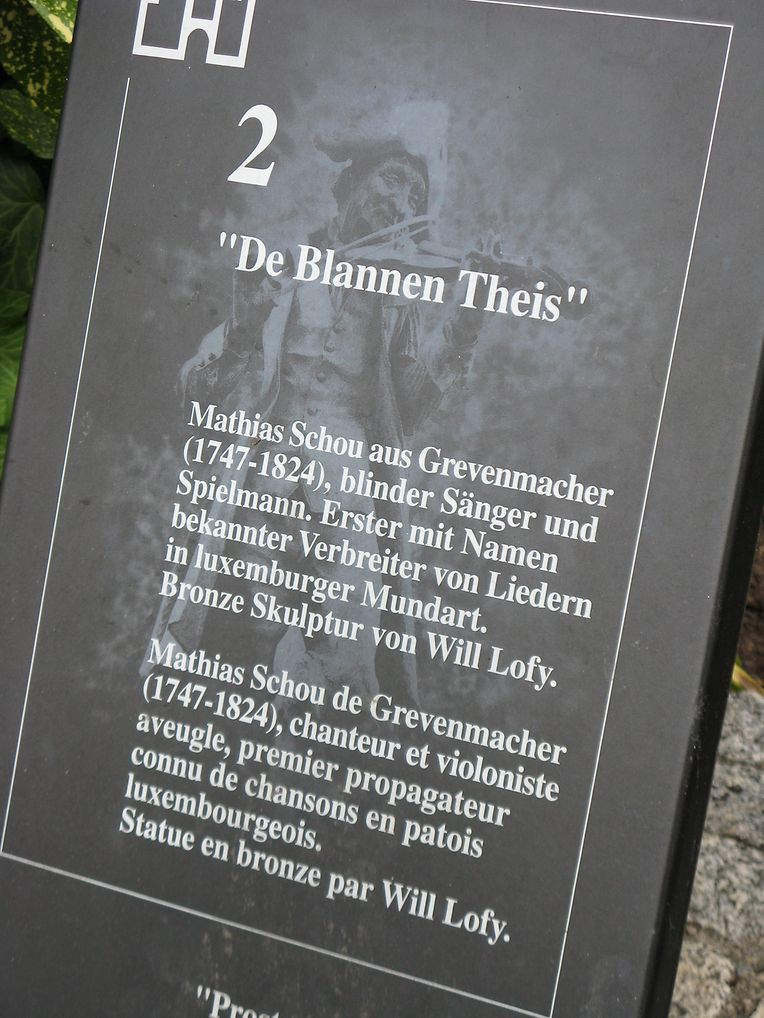 2
"De Blannen Theis"
Mathias Schou aus Grevenmacher
(1747-1824), blinder Sänger und
Spielmann. Erster mit Namen
bekannter Verbreiter von Liedern
in luxemburger Mundart.
Bronze Skulptur von Will Lofy.
Mathias Schou de Grevenmacher
(1747-1824), chanteur et violoniste
aveugle, premier propagateur
connu de chansons en patois
luxembourgeois.
Statue en bronze par Will Lofy.